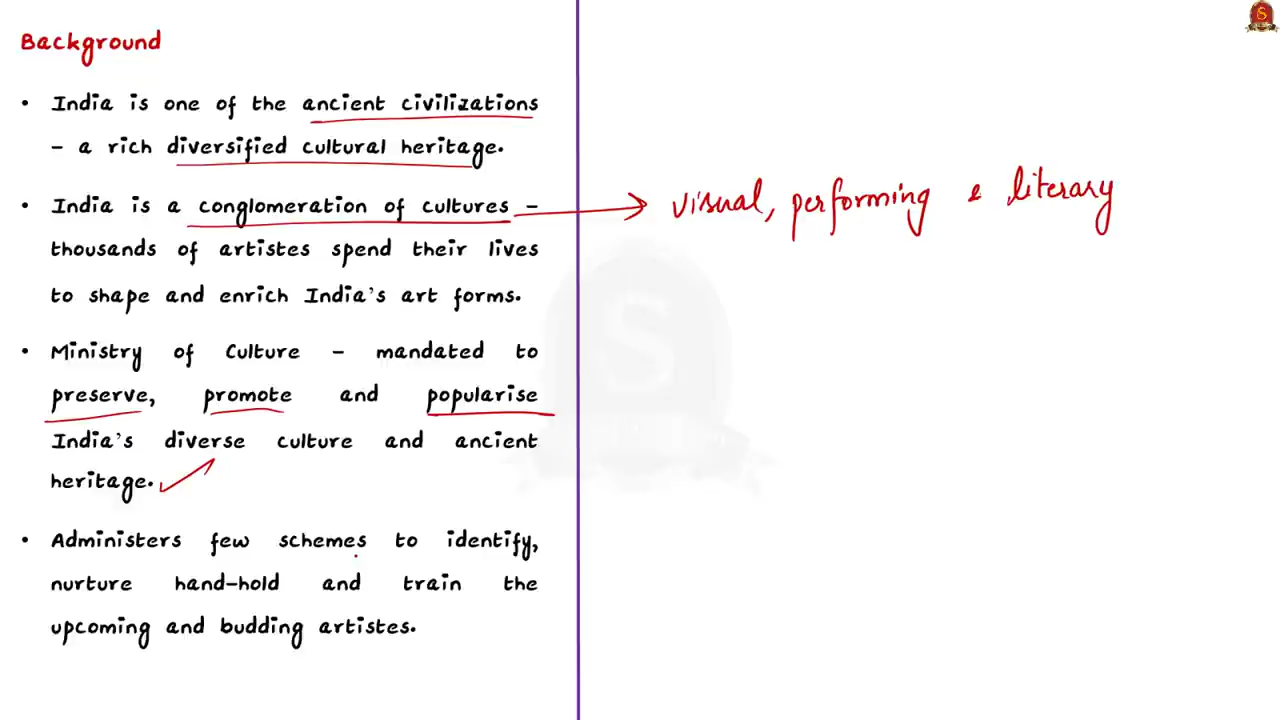 Background
• India is one of the ancient civilizations
- a rich diversified cultural heritage.
• India is a conglomeration of cultures -
thousands of artistes spend their lives
to shape and enrich India's art forms.
• Ministry of Culture - mandated to
preserve, promote and popularise
India's diverse culture and ancient
heritage.
• Administers few schemes to identify,
nurture hand-hold and train the
upcoming and budding artistes.
visual, performing & literary
S
S